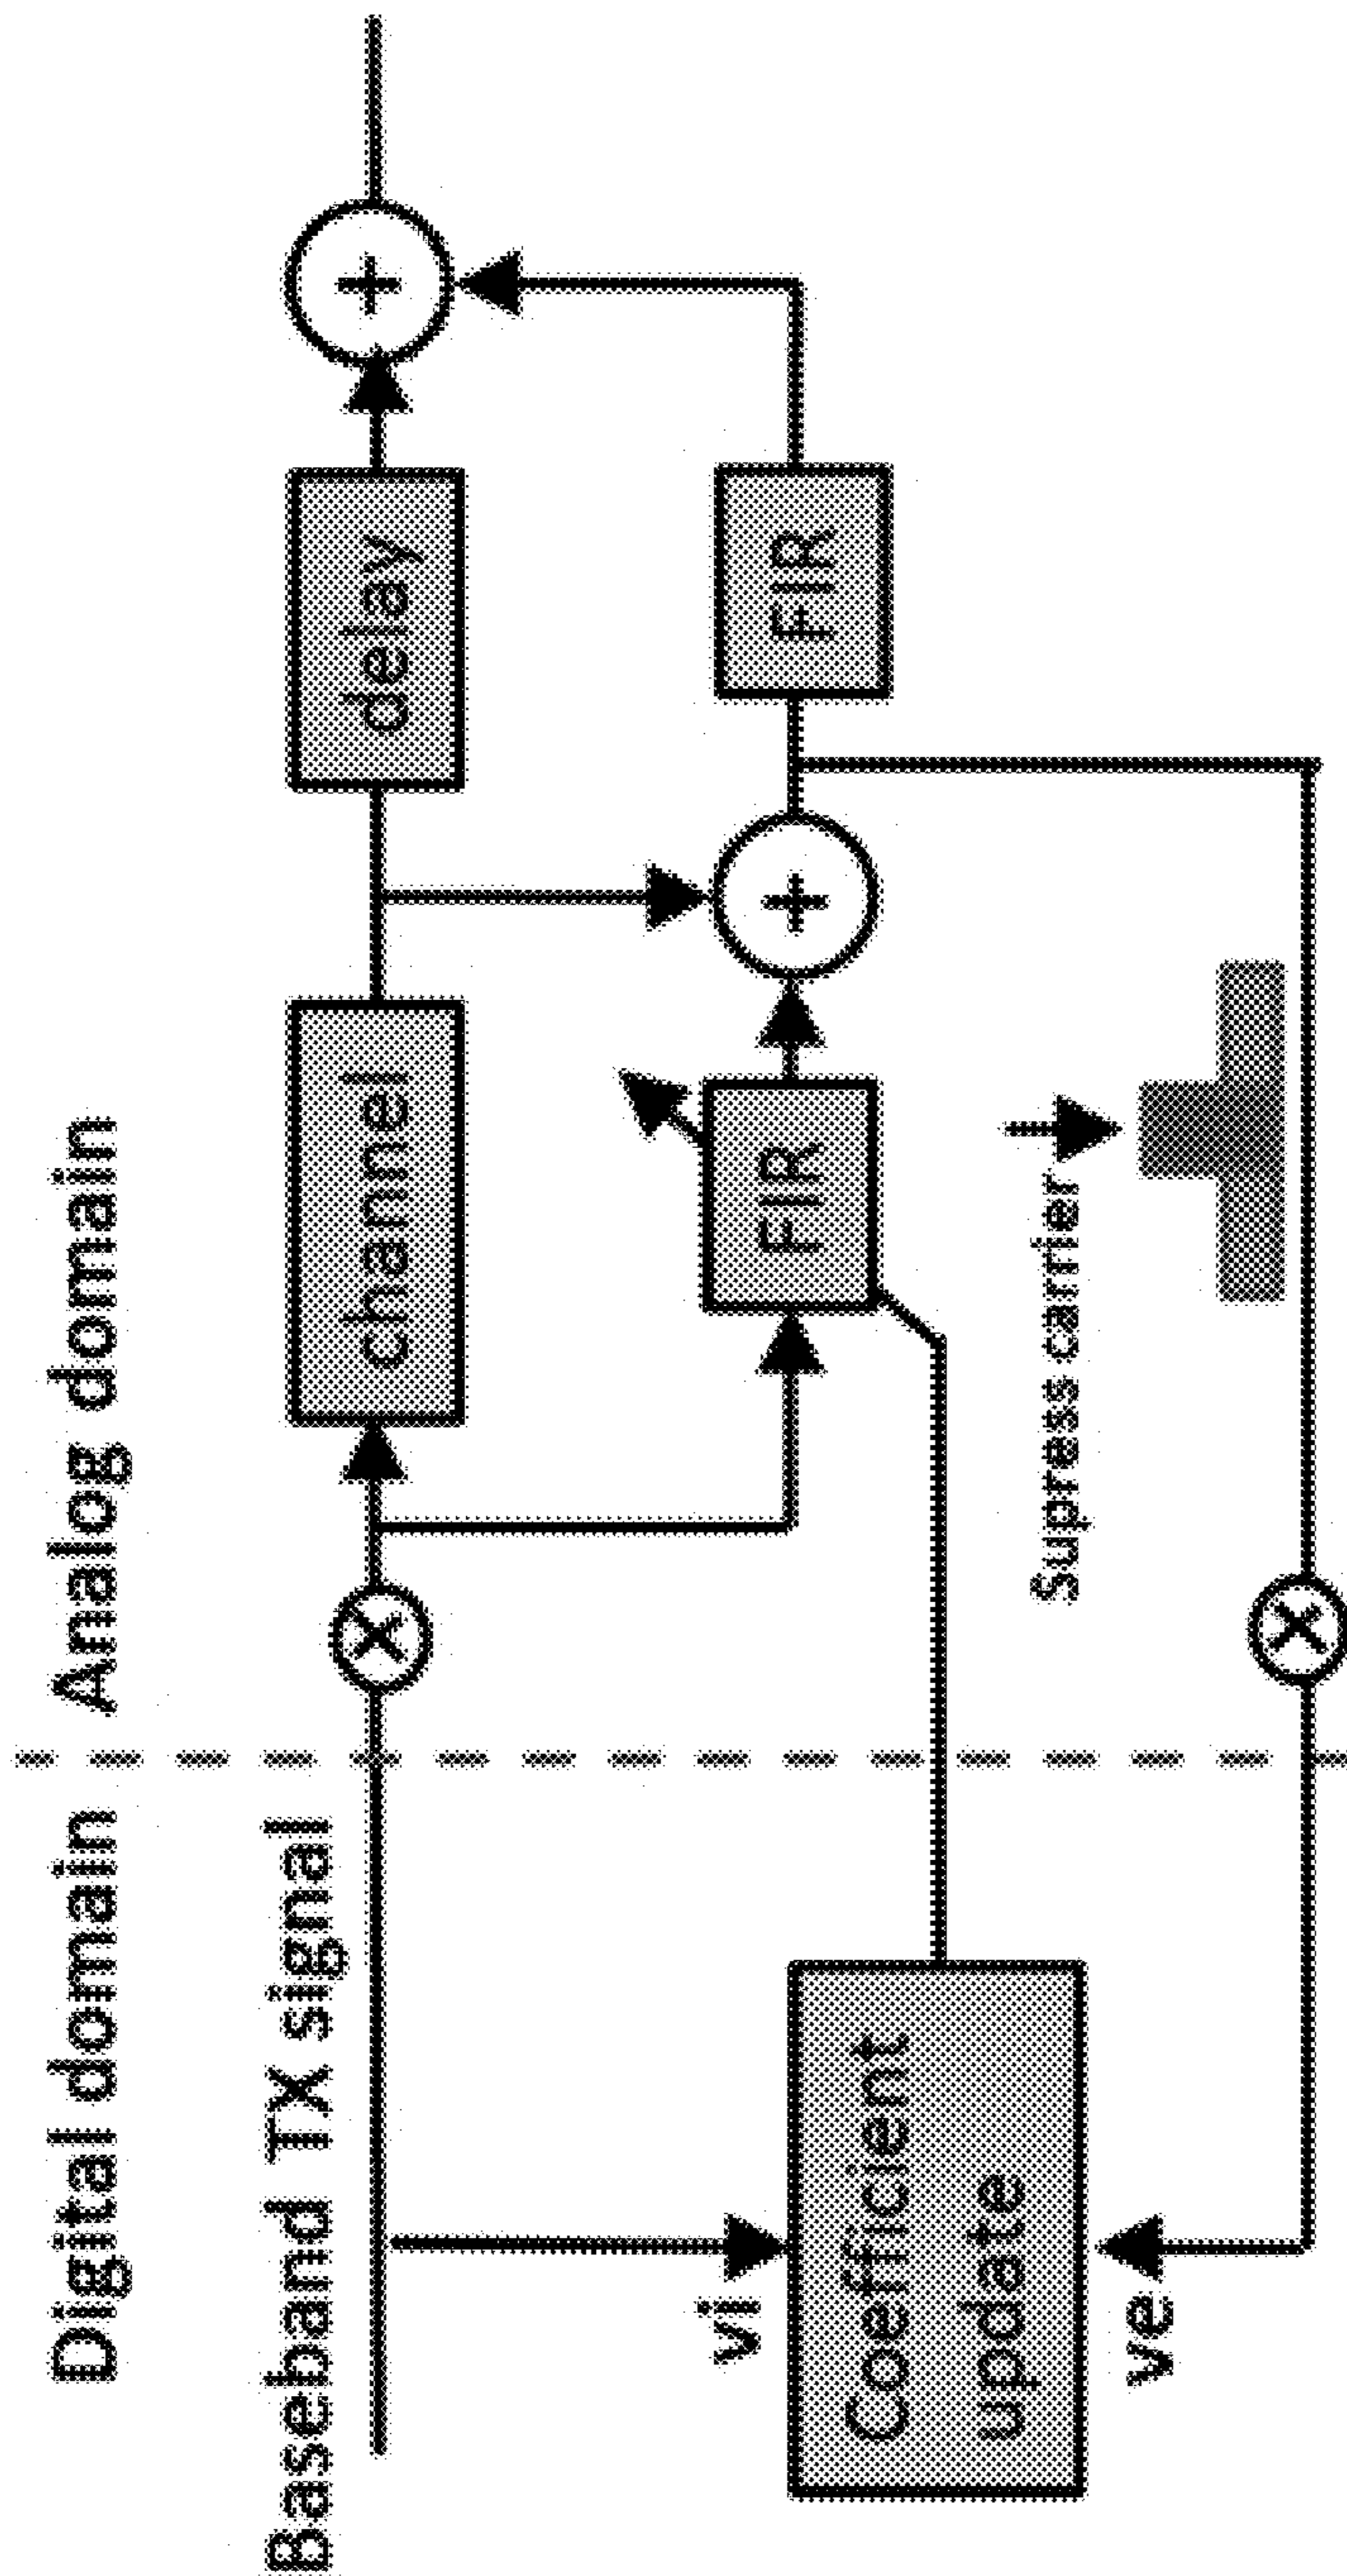 Digital domain
Analog domain
Baseband TX signal
X
channel
delay
+
vi
Coefficient
update
ve
FIR
+
FIR
Supress carrier
X